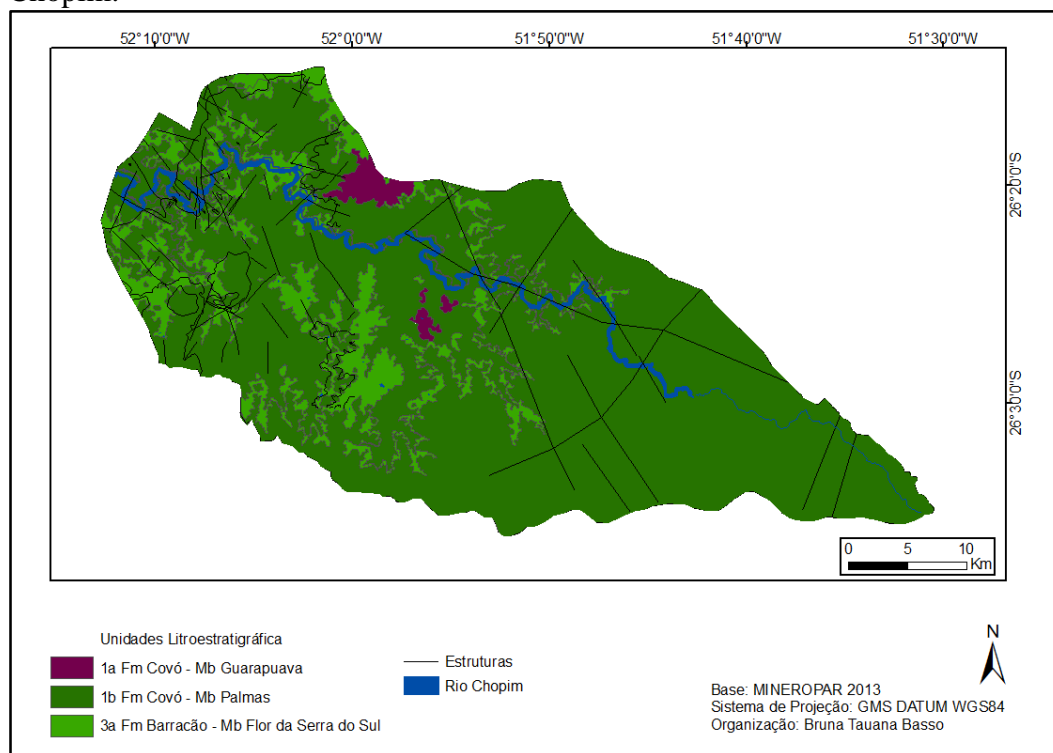 Chopim.
52°10'0"W 52°0'0"W 51°50'0"W 51°40'0"W 51°30'0"W
26°20'0"S
26°30'0"S
0 5 10
Km
Unidades Litroestratigráfica
1a Fm Covó - Mb Guarapuava
1b Fm Covó - Mb Palmas
3a Fm Barracão - Mb Flor da Serra do Sul
Estruturas
Rio Chopim
N
Base: MINEROPAR 2013
Sistema de Projeção: GMS DATUM WGS84
Organização: Bruna Tauana Basso